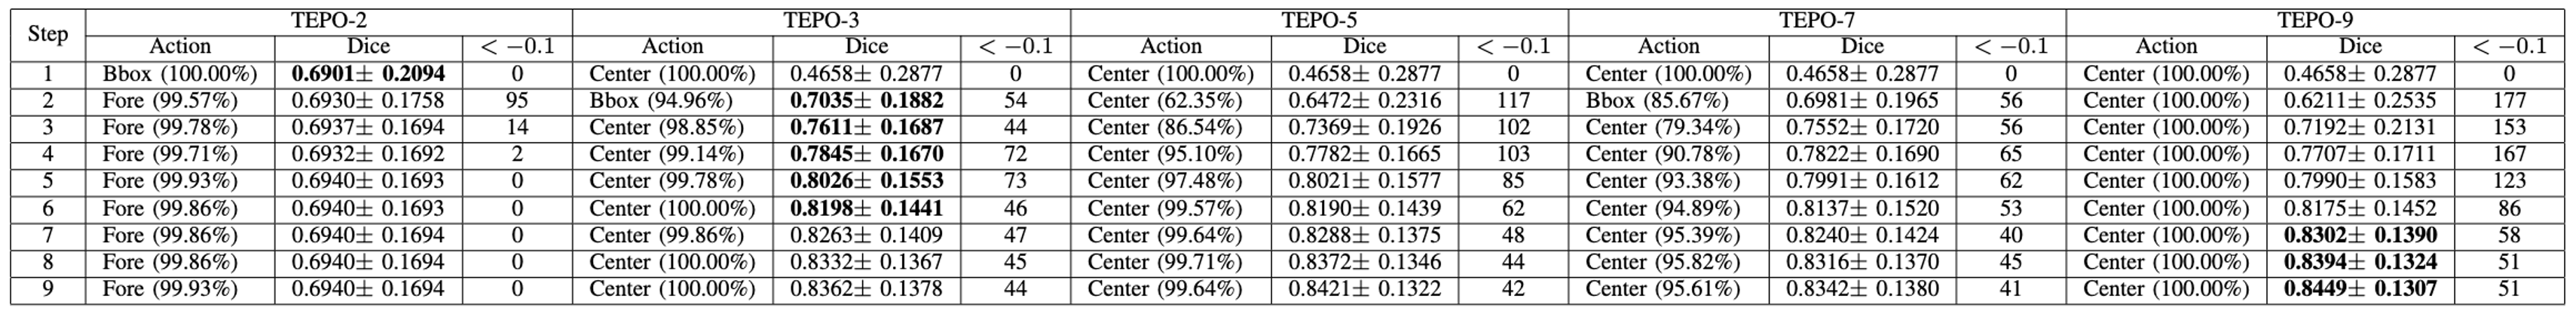 Step TEPO-2 TEPO-3 TEPO-5 TEPO-7 TEPO-9
Action Dice < −0.1 Action Dice < −0.1 Action Dice < −0.1 Action Dice < −0.1 Action Dice < −0.1
1 Bbox (100.00%) 0.6901± 0.2094 0 Center (100.00%) 0.4658± 0.2877 0 Center (100.00%) 0.4658± 0.2877 0 Center (100.00%) 0.4658± 0.2877 0 Center (100.00%) 0.4658± 0.2877 0
2 Fore (99.57%) 0.6930± 0.1758 95 Bbox (94.96%) 0.7035± 0.1882 54 Center (62.35%) 0.6472± 0.2316 117 Bbox (85.67%) 0.6981± 0.1965 56 Center (100.00%) 0.6211± 0.2535 177
3 Fore (99.78%) 0.6937± 0.1694 14 Center (98.85%) 0.7611± 0.1687 44 Center (86.54%) 0.7369± 0.1926 102 Center (79.34%) 0.7552± 0.1720 56 Center (100.00%) 0.7192± 0.2131 153
4 Fore (99.71%) 0.6932± 0.1692 2 Center (99.14%) 0.7845± 0.1670 72 Center (95.10%) 0.7782± 0.1665 103 Center (90.78%) 0.7822± 0.1690 65 Center (100.00%) 0.7707± 0.1711 167
5 Fore (99.93%) 0.6940± 0.1693 0 Center (99.78%) 0.8026± 0.1553 73 Center (97.48%) 0.8021± 0.1577 85 Center (93.38%) 0.7991± 0.1612 62 Center (100.00%) 0.7990± 0.1583 123
6 Fore (99.86%) 0.6940± 0.1693 0 Center (100.00%) 0.8198± 0.1441 46 Center (99.57%) 0.8190± 0.1439 62 Center (94.89%) 0.8137± 0.1520 53 Center (100.00%) 0.8175± 0.1452 86
7 Fore (99.86%) 0.6940± 0.1694 0 Center (99.86%) 0.8263± 0.1409 47 Center (99.64%) 0.8288± 0.1375 48 Center (95.39%) 0.8240± 0.1424 40 Center (100.00%) 0.8302± 0.1390 58
8 Fore (99.86%) 0.6940± 0.1694 0 Center (100.00%) 0.8332± 0.1367 45 Center (99.71%) 0.8372± 0.1346 44 Center (95.82%) 0.8316± 0.1370 45 Center (100.00%) 0.8394± 0.1324 51
9 Fore (99.93%) 0.6940± 0.1694 0 Center (100.00%) 0.8362± 0.1378 44 Center (99.64%) 0.8421± 0.1322 42 Center (95.61%) 0.8342± 0.1380 41 Center (100.00%) 0.8449± 0.1307 51